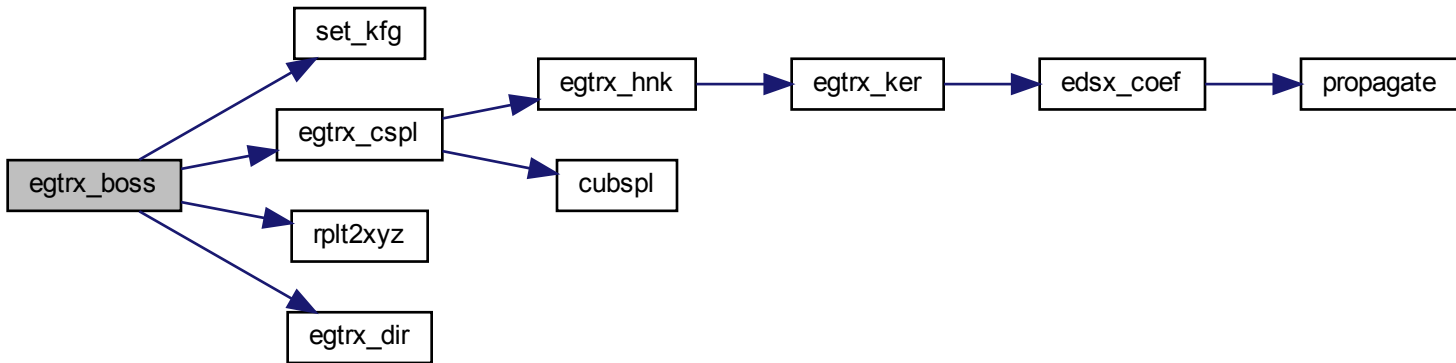 egtrx_boss
set_kfg
egtrx_cspl
rplt2xyz
egtrx_dir
egtrx_hnk
cubspl
egtrx_ker
edsx_coef
propagate